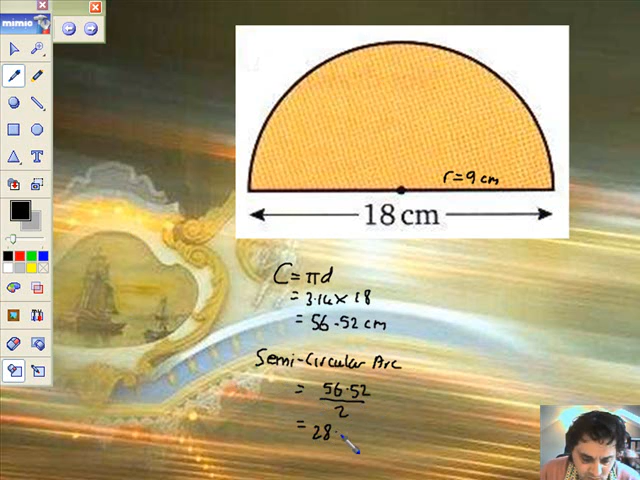 mimio
r = 9 cm
18 cm
C = πd
= 3.14 x 18
= 56.52 cm
Semi-Circular Arc
= 56.52
2
= 28.
T